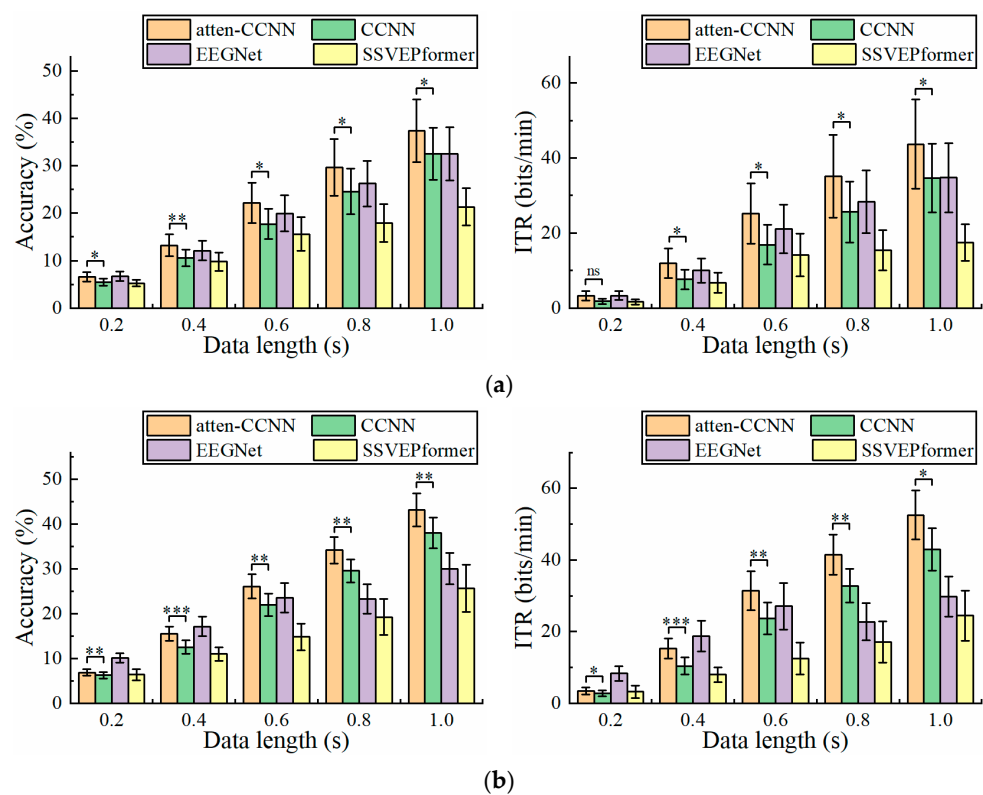 atten-CCNN CCNN
EEGNet SSVEPformer
Accuracy (%)
50
40
30
20
10
0
* ** * * *
0.2 0.4 0.6 0.8 1.0
Data length (s)
atten-CCNN CCNN
EEGNet SSVEPformer
ITR (bits/min)
60
40
20
0
ns * * * *
0.2 0.4 0.6 0.8 1.0
Data length (s)
(a)
atten-CCNN CCNN
EEGNet SSVEPformer
Accuracy (%)
50
40
30
20
10
0
** *** ** ** **
0.2 0.4 0.6 0.8 1.0
Data length (s)
atten-CCNN CCNN
EEGNet SSVEPformer
ITR (bits/min)
60
40
20
0
* *** ** ** *
0.2 0.4 0.6 0.8 1.0
Data length (s)
(b)